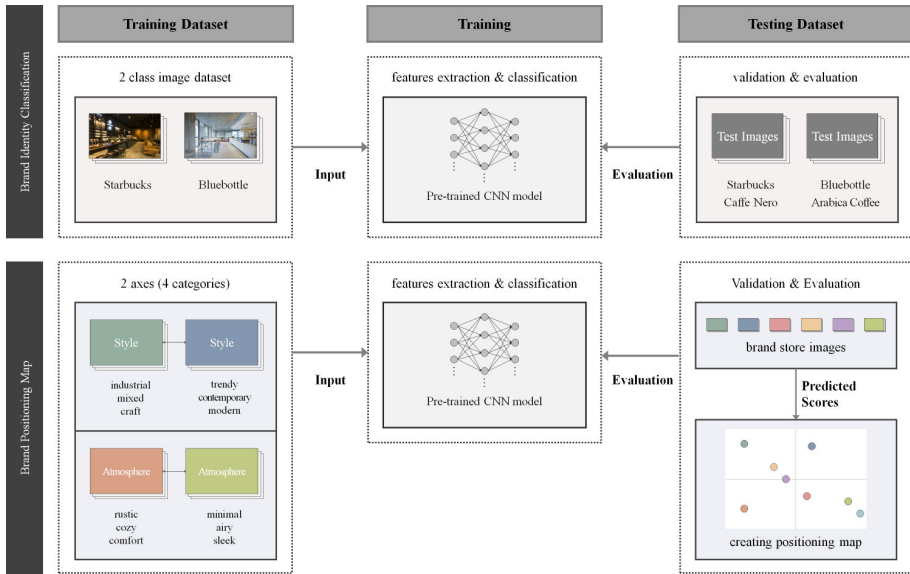 Training Dataset
Training
Testing Dataset
Brand Identity Classification
2 class image dataset
Starbucks
Bluebottle
Input
features extraction & classification
Pre-trained CNN model
Evaluation
validation & evaluation
Test Images
Test Images
Starbucks
Caffe Nero
Bluebottle
Arabica Coffee
Brand Positioning Map
2 axes (4 categories)
Style
Style
industrial
mixed
craft
trendy
contemporary
modern
Atmosphere
Atmosphere
rustic
cozy
comfort
minimal
airy
sleek
Input
features extraction & classification
Pre-trained CNN model
Evaluation
Validation & Evaluation
brand store images
Predicted
Scores
creating positioning map